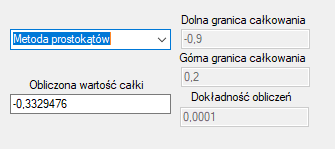 Dolna granica całkowania
Metoda prostokątów
-0,9
Górna granica całkowania
0,2
Obliczona wartość całki
-0,3329476
Dokładność obliczeń
0,0001